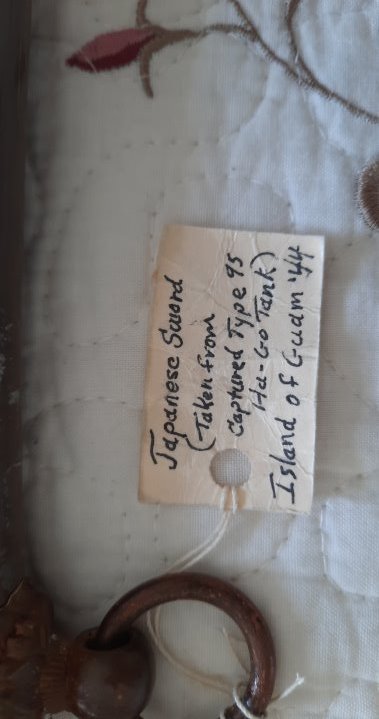 Japanese Sword
(Taken from
Captured Type 95
Ha-Go Tank)
Island of Guam '44